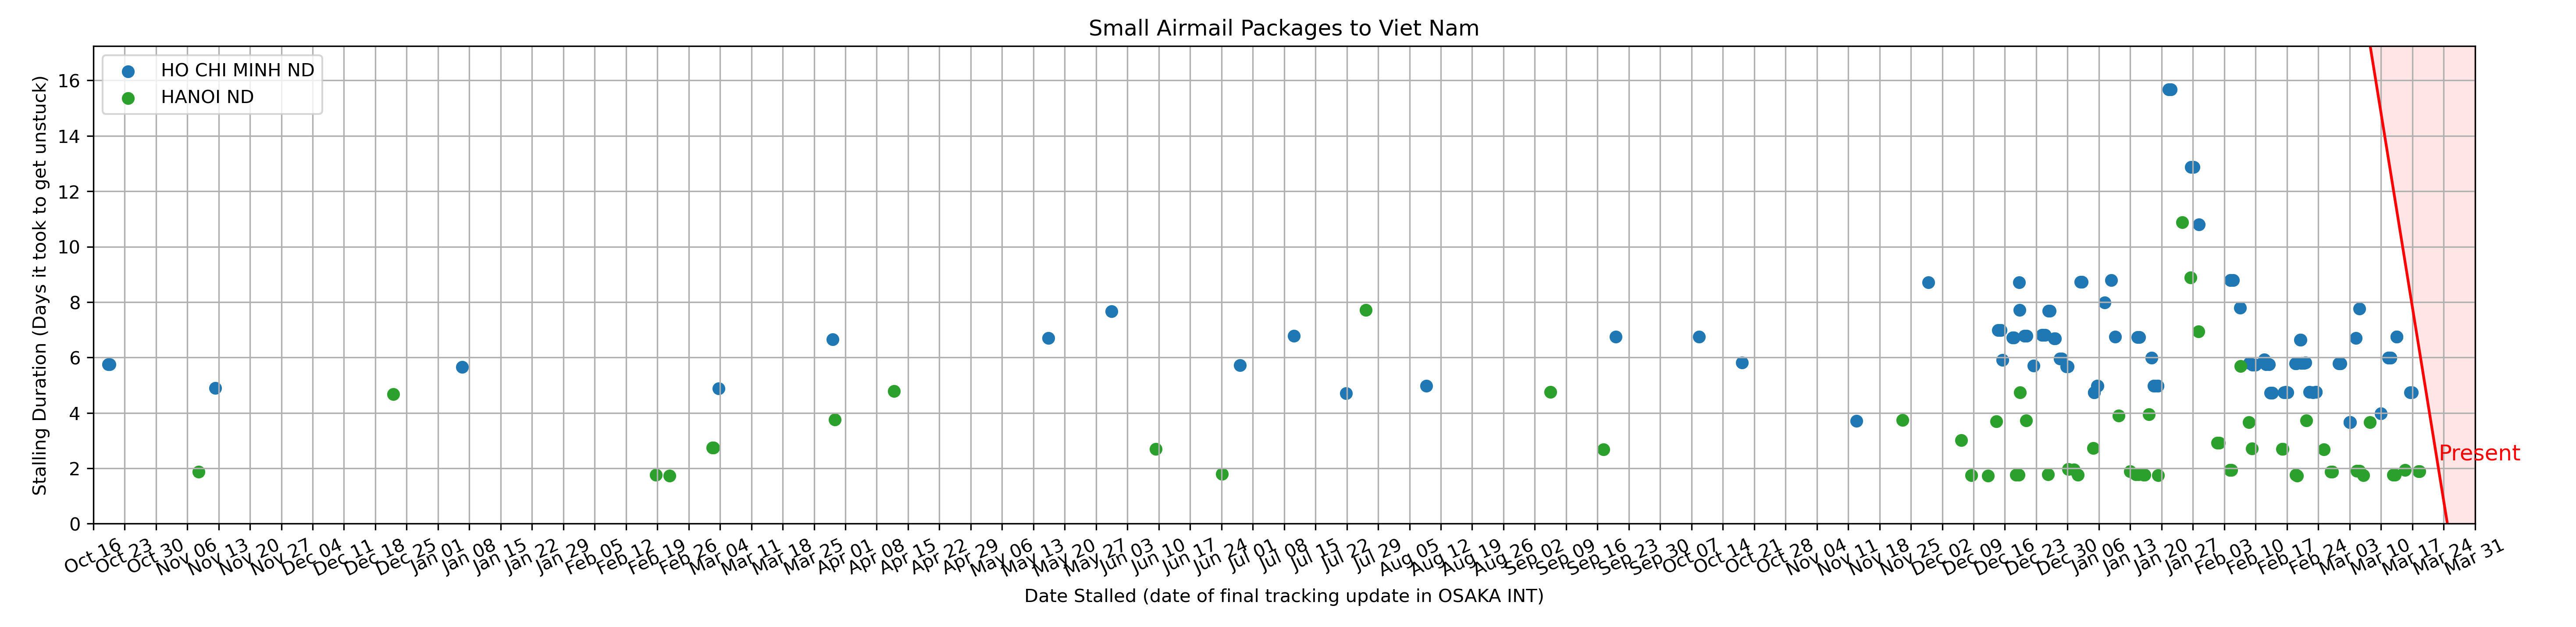 Small Airmail Packages to Viet Nam
HO CHI MINH ND
HANOI ND
Stalling Duration (Days it took to get unstuck)
16
14
12
10
8
6
4
2
0
Present
Oct 16
Oct 23
Oct 30
Nov 06
Nov 13
Nov 20
Nov 27
Dec 04
Dec 11
Dec 18
Dec 25
Jan 01
Jan 08
Jan 15
Jan 22
Jan 29
Feb 05
Feb 12
Feb 19
Feb 26
Mar 04
Mar 11
Mar 18
Mar 25
Apr 01
Apr 08
Apr 15
Apr 22
Apr 29
May 06
May 13
May 20
May 27
Jun 03
Jun 10
Jun 17
Jun 24
Jul 01
Jul 08
Jul 15
Jul 22
Jul 29
Aug 05
Aug 12
Aug 19
Aug 26
Sep 02
Sep 09
Sep 16
Sep 23
Sep 30
Oct 07
Oct 14
Oct 21
Oct 28
Nov 04
Nov 11
Nov 18
Nov 25
Dec 02
Dec 09
Dec 16
Dec 23
Dec 30
Jan 06
Jan 13
Jan 20
Jan 27
Feb 03
Feb 10
Feb 17
Feb 24
Mar 03
Mar 10
Mar 17
Mar 24
Mar 31
Date Stalled (date of final tracking update in OSAKA INT)